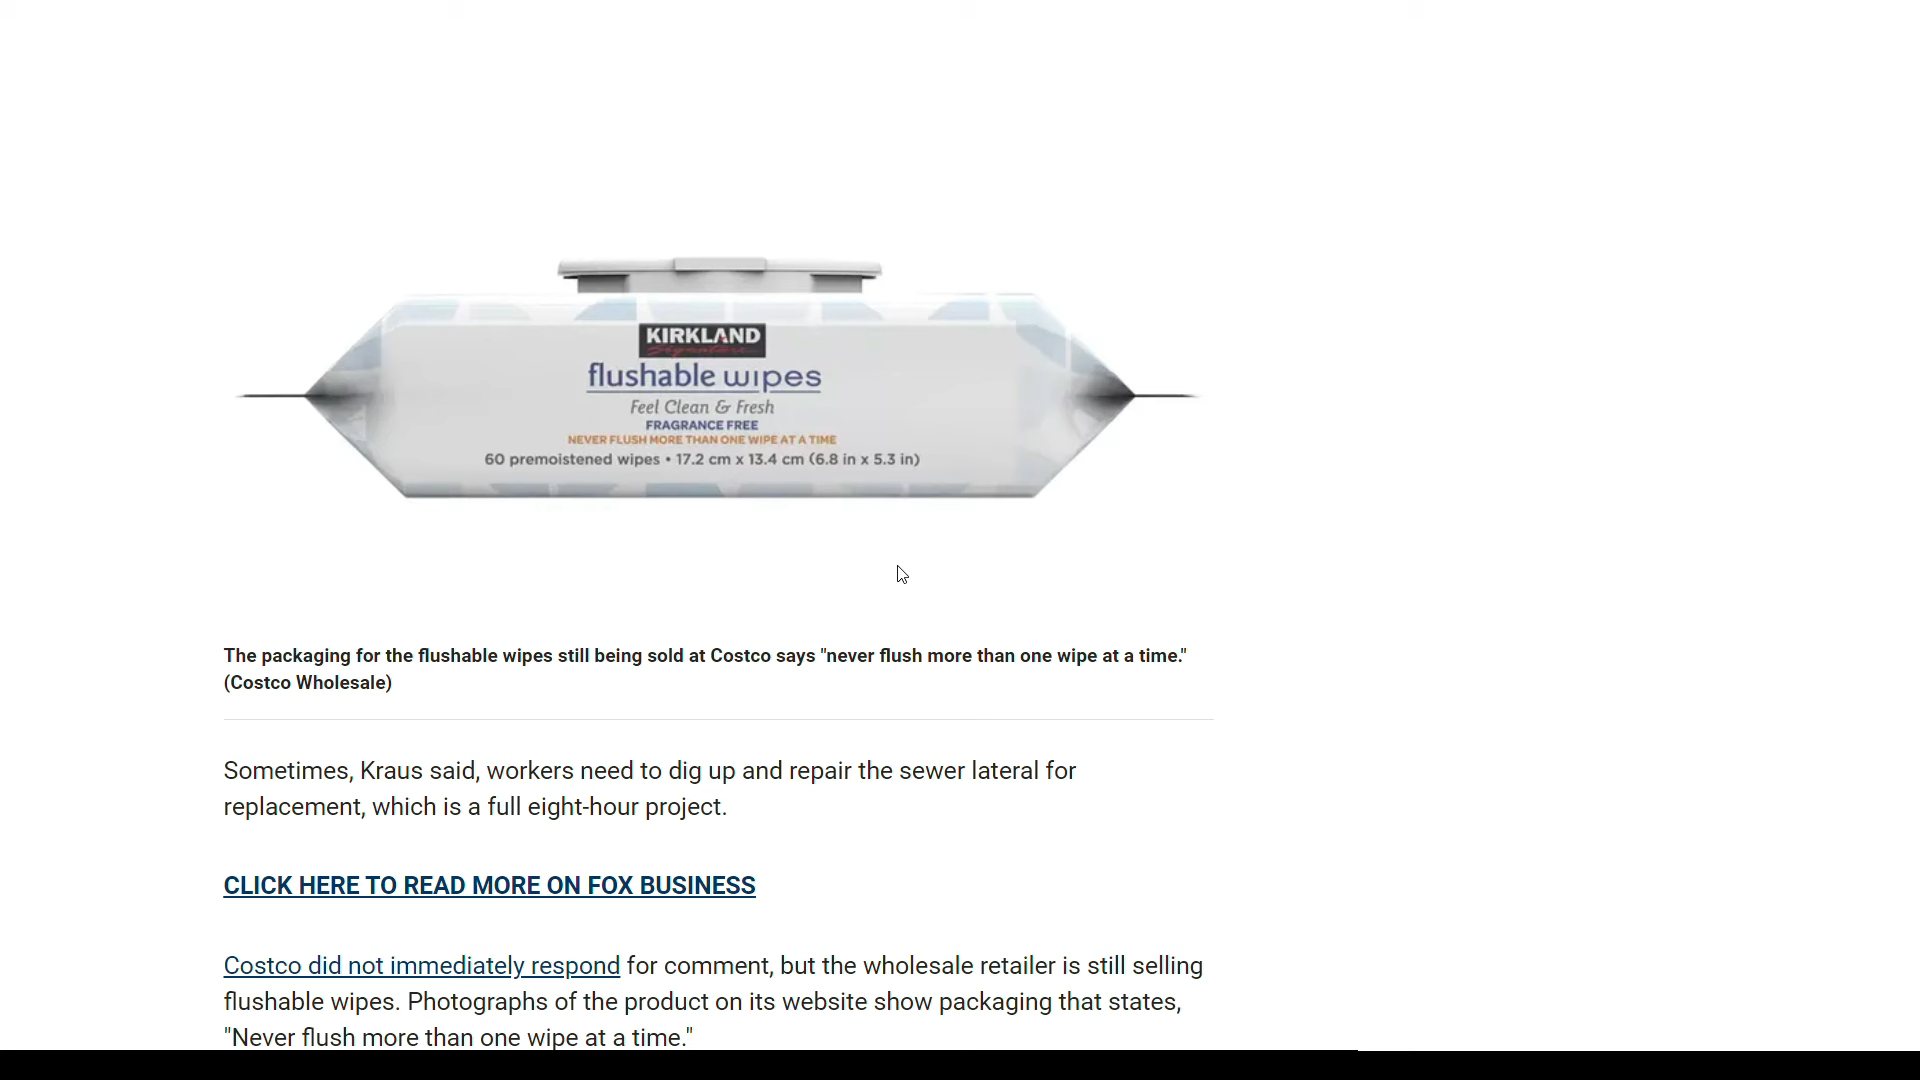 KIRKLAND
Signature
flushable wipes
Feel Clean & Fresh
FRAGRANCE FREE
NEVER FLUSH MORE THAN ONE WIPE AT A TIME
60 premoistened wipes • 17.2 cm x 13.4 cm (6.8 in x 5.3 in)
The packaging for the flushable wipes still being sold at Costco says "never flush more than one wipe at a time."
(Costco Wholesale)
Sometimes, Kraus said, workers need to dig up and repair the sewer lateral for
replacement, which is a full eight-hour project.
CLICK HERE TO READ MORE ON FOX BUSINESS
Costco did not immediately respond for comment, but the wholesale retailer is still selling
flushable wipes. Photographs of the product on its website show packaging that states,
"Never flush more than one wipe at a time."